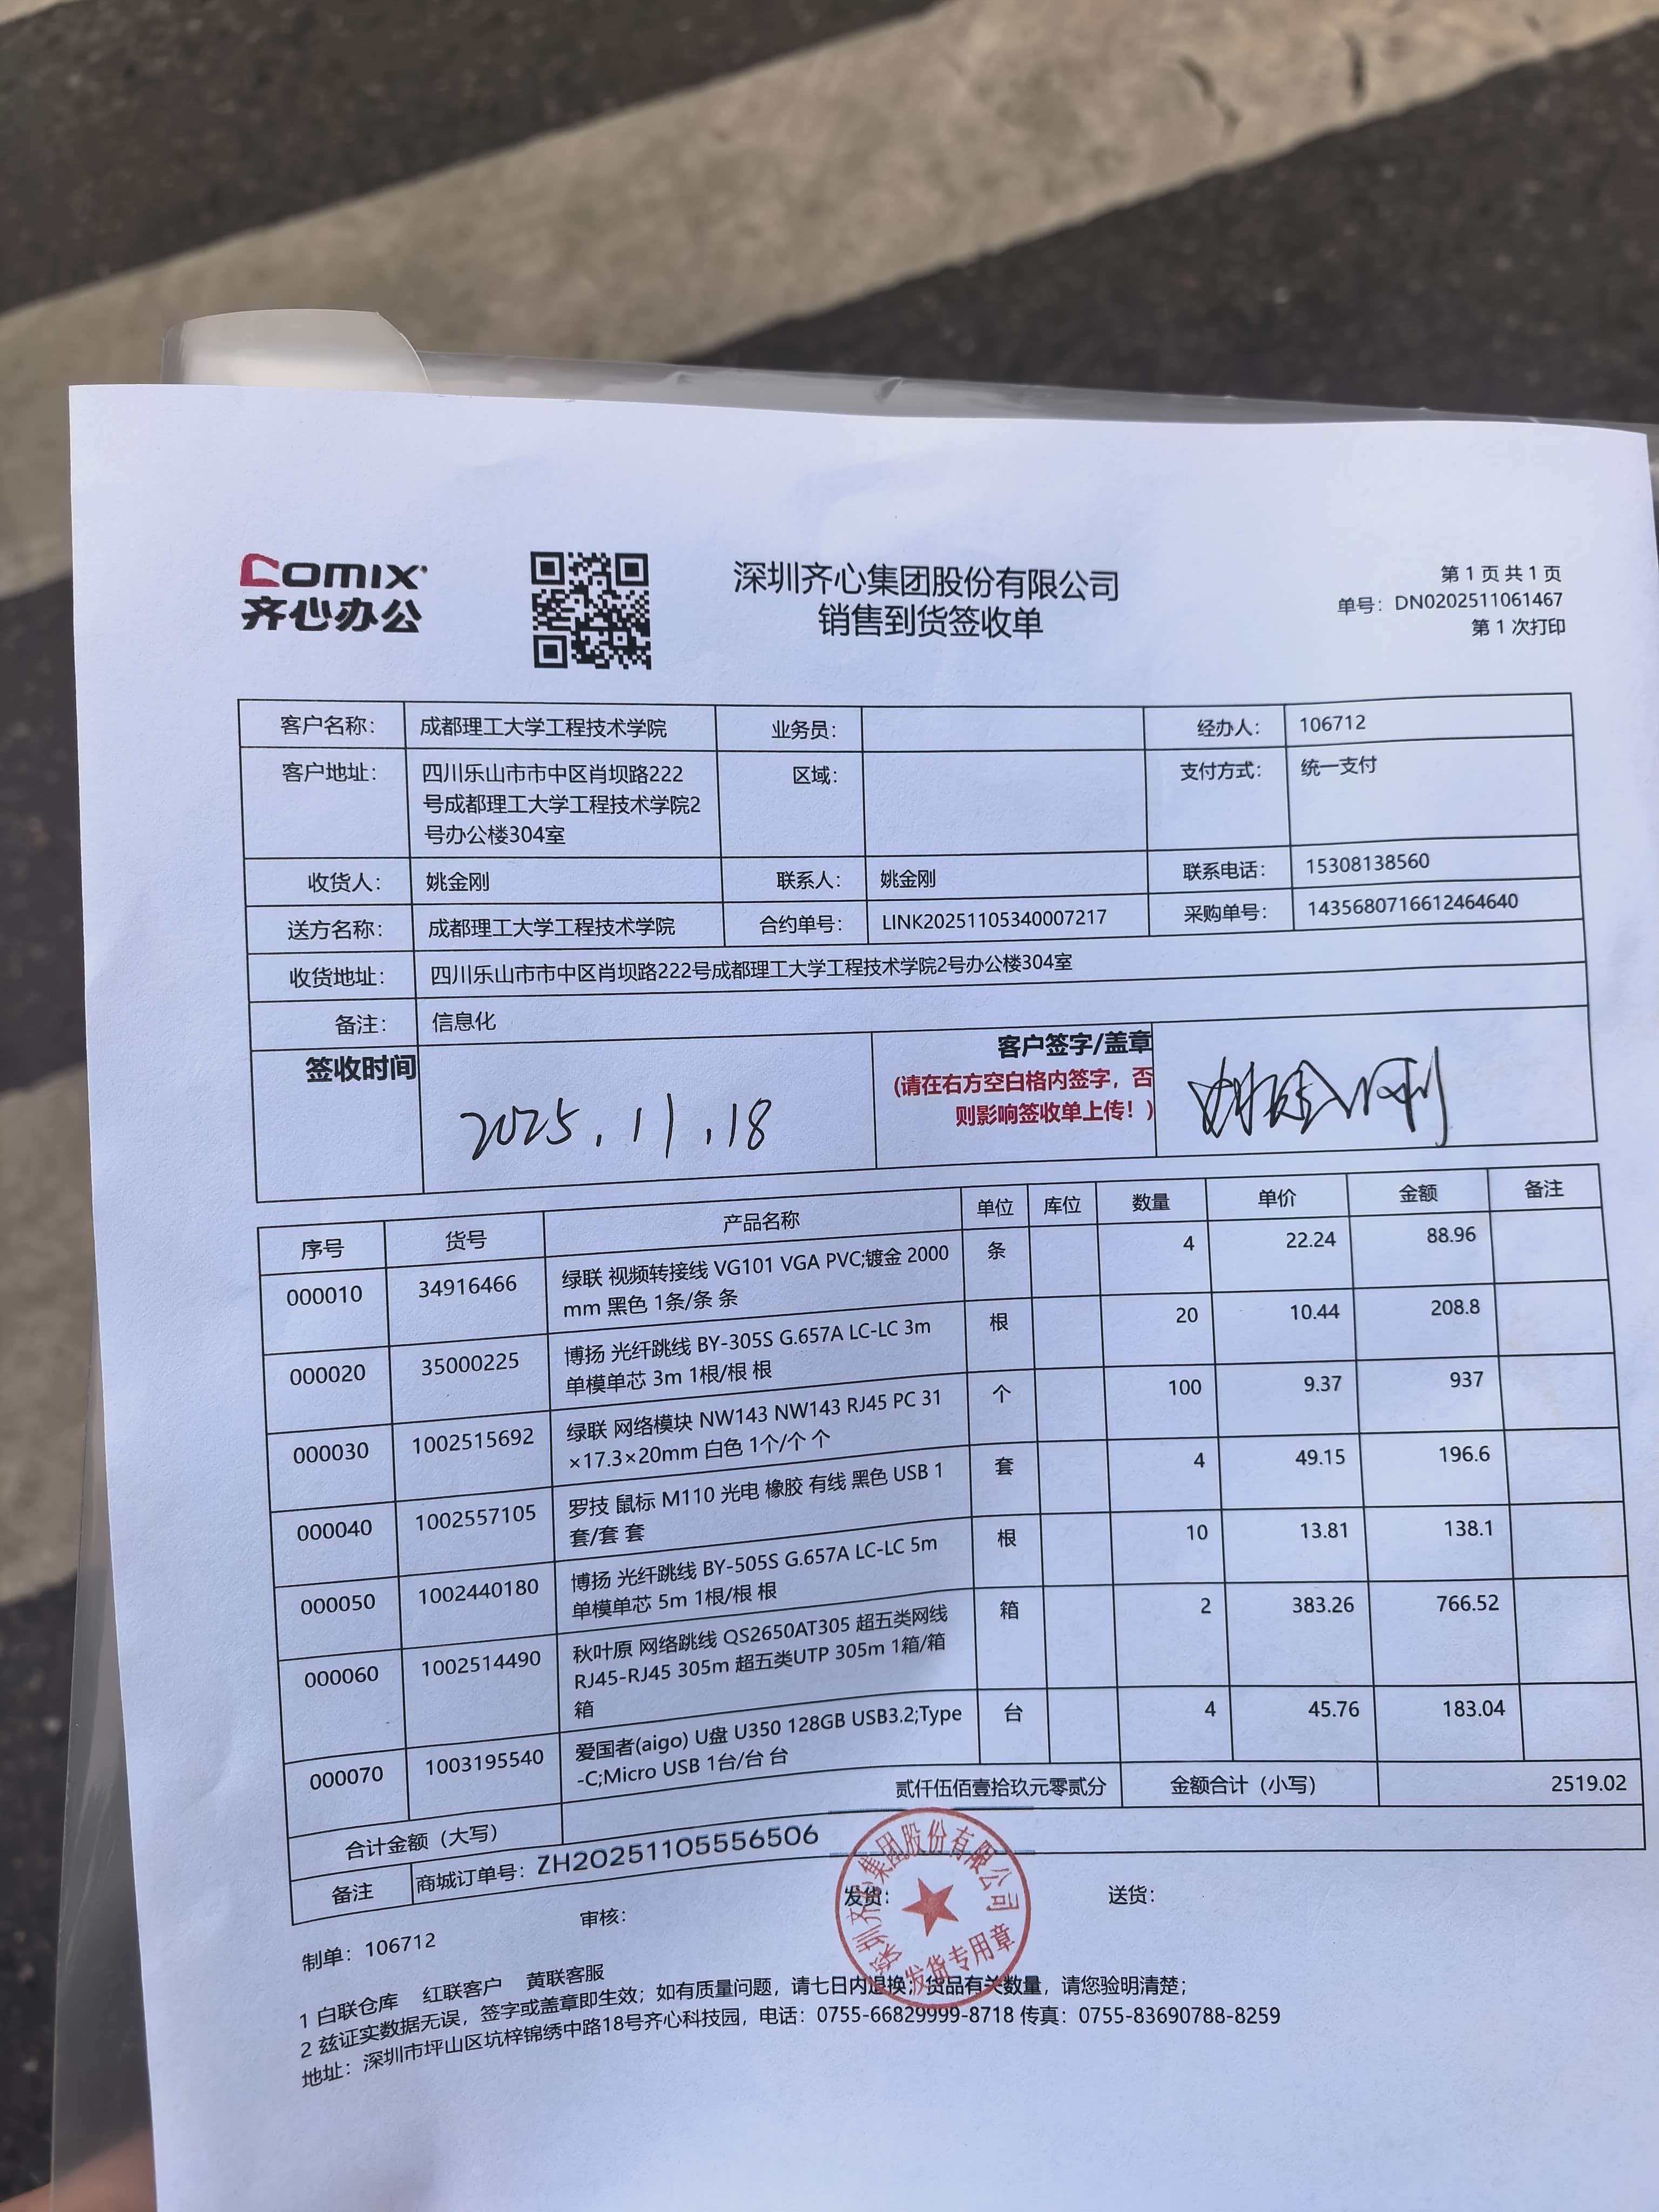 COMIX
齐心办公
深圳齐心集团股份有限公司
销售到货签收单
第 1 页 共 1 页
单号：DN0202511061467
第 1 次打印
客户名称： 成都理工大学工程技术学院 业务员： 经办人： 106712
客户地址： 四川乐山市市中区肖坝路222 区域： 支付方式： 统一支付
号成都理工大学工程技术学院2
号办公楼304室
收货人： 姚金刚 联系人： 姚金刚 联系电话： 15308138560
送方名称： 成都理工大学工程技术学院 合约单号： LINK20251105340007217 采购单号： 1435680716612464640
收货地址： 四川乐山市市中区肖坝路222号成都理工大学工程技术学院2号办公楼304室
备注： 信息化
签收时间 2025.11.18
客户签字/盖章
(请在右方空白格内签字，否
则影响签收单上传！)
姚金刚
序号 货号 产品名称 单位 库位 数量 单价 金额 备注
000010 34916466 绿联 视频转接线 VG101 VGA PVC;镀金 2000 条 4 22.24 88.96
mm 黑色 1条/条 条
000020 35000225 博扬 光纤跳线 BY-305S G.657A LC-LC 3m 根 20 10.44 208.8
单模单芯 3m 1根/根 根
000030 1002515692 绿联 网络模块 NW143 NW143 RJ45 PC 31 个 100 9.37 937
×17.3×20mm 白色 1个/个 个
000040 1002557105 罗技 鼠标 M110 光电 橡胶 有线 黑色 USB 1 套 4 49.15 196.6
套/套 套
000050 1002440180 博扬 光纤跳线 BY-505S G.657A LC-LC 5m 根 10 13.81 138.1
单模单芯 5m 1根/根 根
000060 1002514490 秋叶原 网络跳线 QS2650AT305 超五类网线 箱 2 383.26 766.52
RJ45-RJ45 305m 超五类UTP 305m 1箱/箱
箱
000070 1003195540 爱国者(aigo) U盘 U350 128GB USB3.2;Type 台 4 45.76 183.04
-C;Micro USB 1台/台 台
合计金额（大写） 贰仟伍佰壹拾玖元零贰分 金额合计（小写） 2519.02
备注 商城订单号：ZH20251105556506
制单：106712 审核： 发货： 送货：
深圳齐心集团股份有限公司
发货专用章
1 白联仓库 红联客户 黄联客服
2 兹证实数据无误，签字或盖章即生效；如有质量问题，请七日内退换；货品有关数量，请您验明清楚；
地址：深圳市坪山区坑梓锦绣中路18号齐心科技园，电话：0755-66829999-8718 传真：0755-83690788-8259